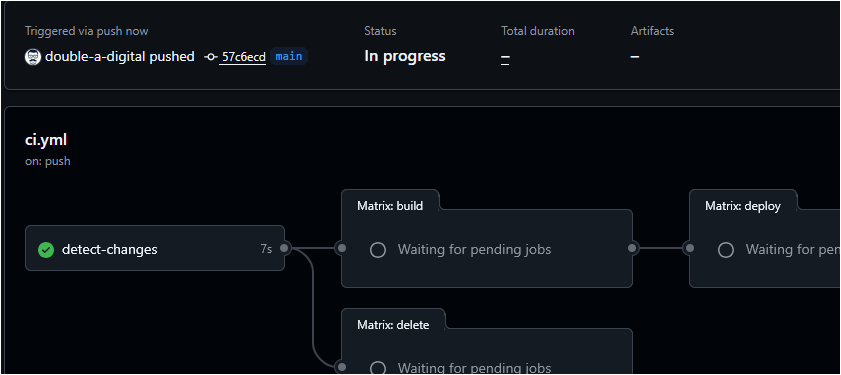 Triggered via push now
Status
Total duration
Artifacts
double-a-digital pushed 57c6ecd main
In progress
–
–
ci.yml
on: push
Matrix: build
Matrix: deploy
detect-changes 7s
Waiting for pending jobs
Waiting for pen
Matrix: delete
Waiting for pending jobs